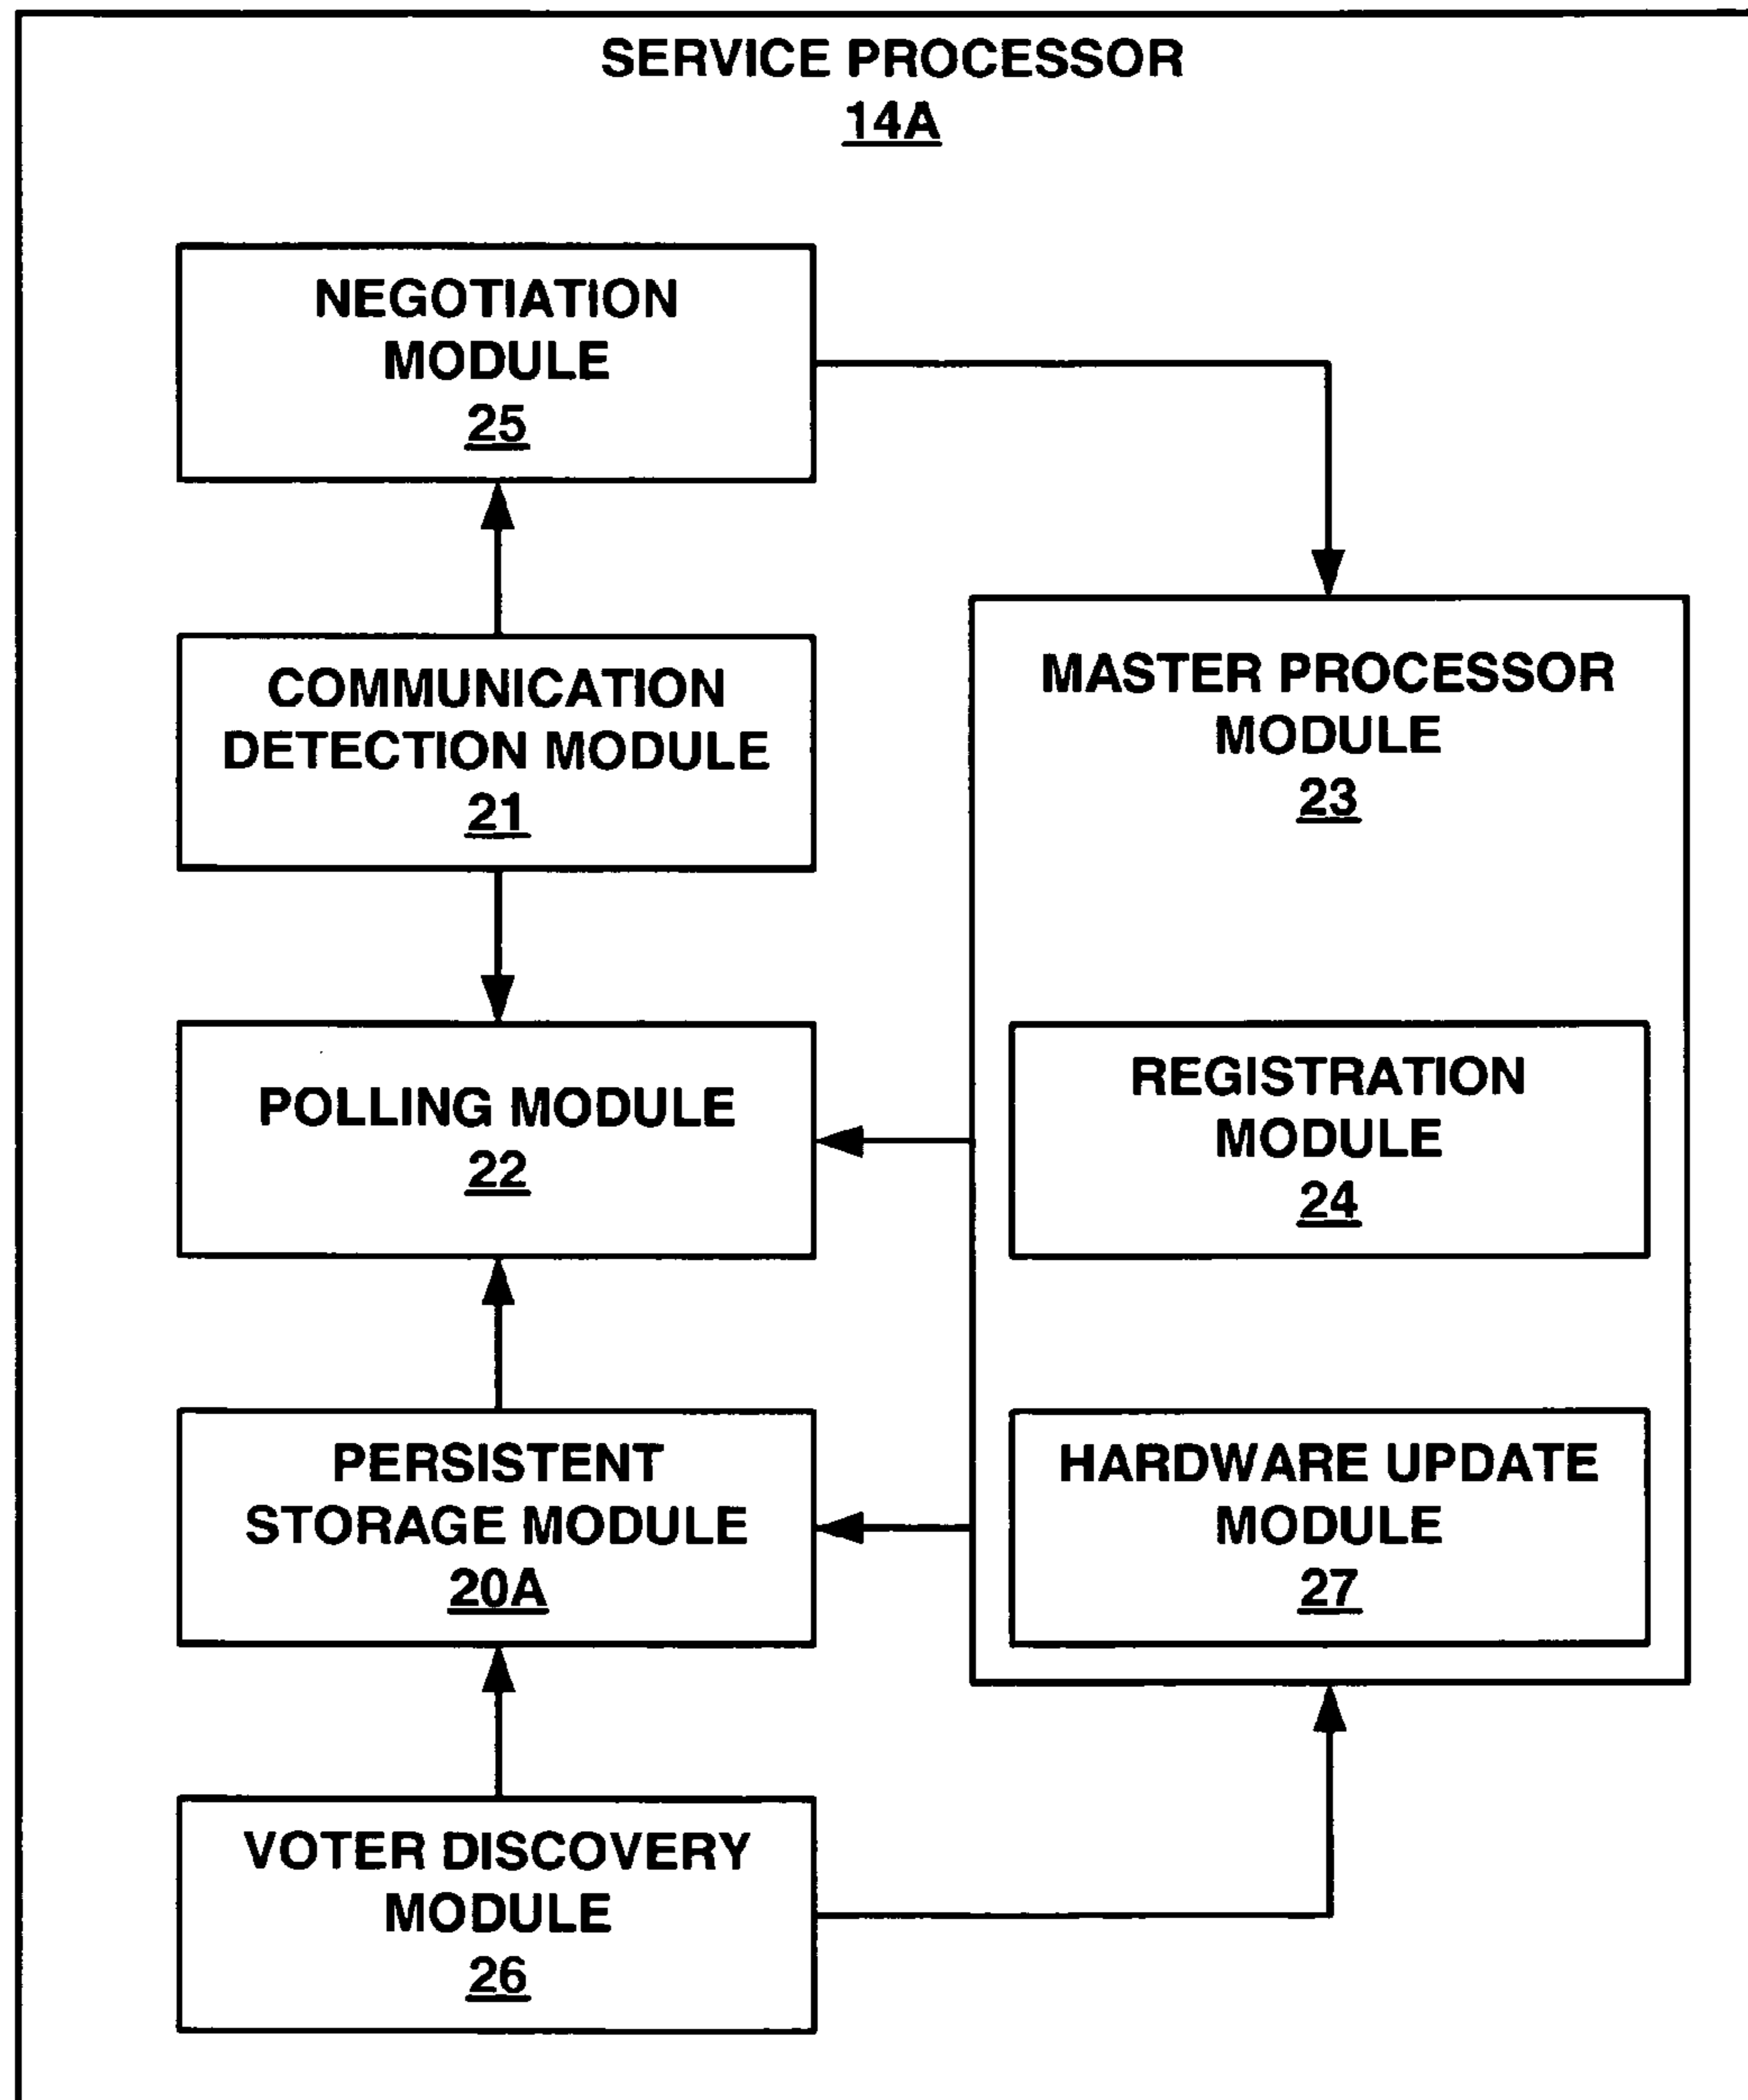 SERVICE PROCESSOR
14A
NEGOTIATION
MODULE
25
COMMUNICATION
DETECTION MODULE
21
MASTER PROCESSOR
MODULE
23
POLLING MODULE
22
REGISTRATION
MODULE
24
PERSISTENT
STORAGE MODULE
20A
HARDWARE UPDATE
MODULE
27
VOTER DISCOVERY
MODULE
26